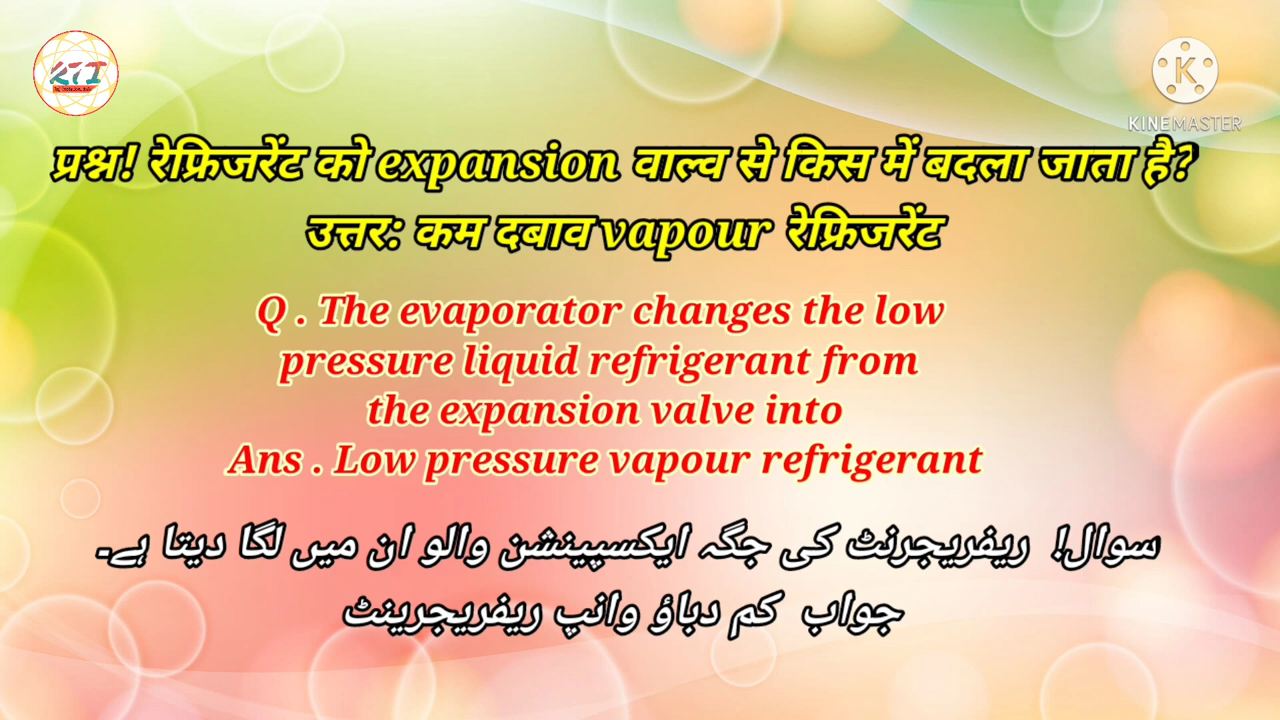 KTI
KINEMASTER
प्रश्न! रेफ्रिजरेंट को expansion वाल्व से किस में बदला जाता है?
उत्तर: कम दबाव vapour रेफ्रिजरेंट
Q . The evaporator changes the low
pressure liquid refrigerant from
the expansion valve into
Ans . Low pressure vapour refrigerant
سوال! ریفریجرنٹ کی جگہ ایکسپینشن والو ان میں لگا دیتا ہے۔
جواب کم دباؤ وانپ ریفریجرینٹ